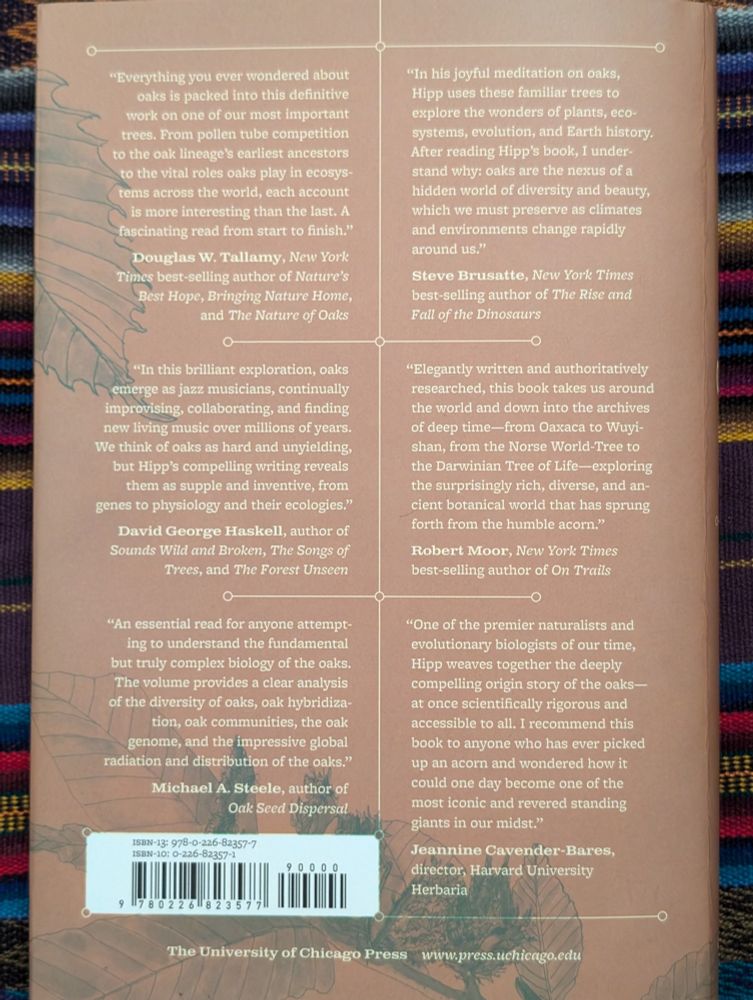 “Everything you ever wondered about
oaks is packed into this definitive
work on one of our most important
trees. From pollen tube competition
to the oak lineage’s earliest ancestors
to the vital roles oaks play in ecosys-
tems across the world, each account
is more interesting than the last. A
fascinating read from start to finish.”
Douglas W. Tallamy, New York
Times best-selling author of Nature’s
Best Hope, Bringing Nature Home,
and The Nature of Oaks
“In his joyful meditation on oaks,
Hipp uses these familiar trees to
explore the wonders of plants, eco-
systems, evolution, and Earth history.
After reading Hipp’s book, I under-
stand why: oaks are the nexus of a
hidden world of diversity and beauty,
which we must preserve as climates
and environments change rapidly
around us.”
Steve Brusatte, New York Times
best-selling author of The Rise and
Fall of the Dinosaurs
“In this brilliant exploration, oaks
emerge as jazz musicians, continually
improvising, collaborating, and finding
new living music over millions of years.
We think of oaks as hard and unyielding,
but Hipp’s compelling writing reveals
them as supple and inventive, from
genes to physiology and their ecologies.”
David George Haskell, author of
Sounds Wild and Broken, The Songs of
Trees, and The Forest Unseen
“Elegantly written and authoritatively
researched, this book takes us around
the world and down into the archives
of deep time—from Oaxaca to Wuyi-
shan, from the Norse World-Tree to
the Darwinian Tree of Life—exploring
the surprisingly rich, diverse, and an-
cient botanical world that has sprung
forth from the humble acorn.”
Robert Moor, New York Times
best-selling author of On Trails
“An essential read for anyone attempt-
ing to understand the fundamental
but truly complex biology of the oaks.
The volume provides a clear analysis
of the diversity of oaks, oak hybridiza-
tion, oak communities, the oak
genome, and the impressive global
radiation and distribution of the oaks.”
Michael A. Steele, author of
Oak Seed Dispersal
“One of the premier naturalists and
evolutionary biologists of our time,
Hipp weaves together the deeply
compelling origin story of the oaks—
at once scientifically rigorous and
accessible to all. I recommend this
book to anyone who has ever picked
up an acorn and wondered how it
could one day become one of the
most iconic and revered standing
giants in our midst.”
Jeannine Cavender-Bares,
director, Harvard University
Herbaria
ISBN-13: 978-0-226-82357-7
ISBN-10: 0-226-82357-1
90000
9 780226 823577
The University of Chicago Press www.press.uchicago.edu